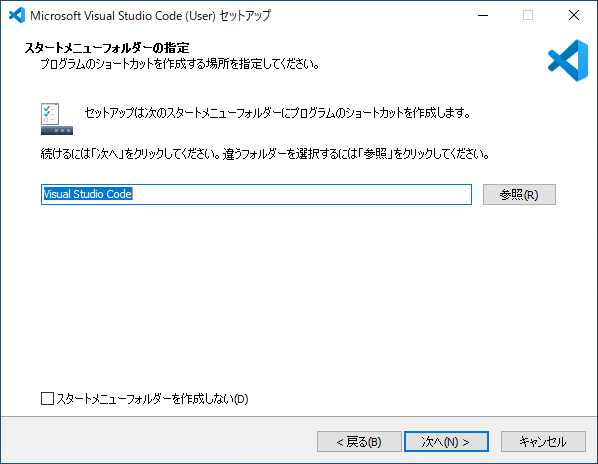 Microsoft Visual Studio Code (User) セットアップ
スタートメニューフォルダーの指定
プログラムのショートカットを作成する場所を指定してください。
セットアップは次のスタートメニューフォルダーにプログラムのショートカットを作成します。
続けるには「次へ」をクリックしてください。違うフォルダーを選択するには「参照」をクリックしてください。
Visual Studio Code 参照(R)
スタートメニューフォルダーを作成しない(D)
< 戻る(B) 次へ(N) > キャンセル